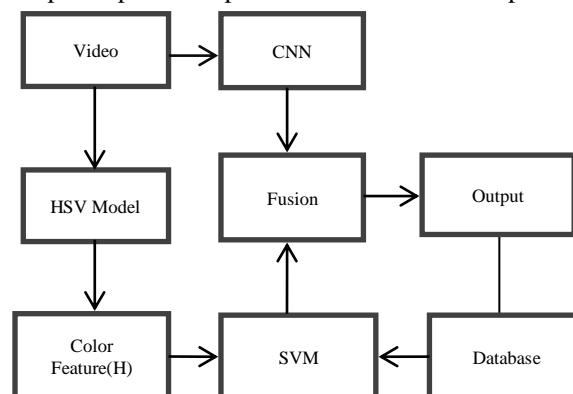 Video
CNN
HSV Model
Fusion
Output
Color
Feature(H)
SVM
Database